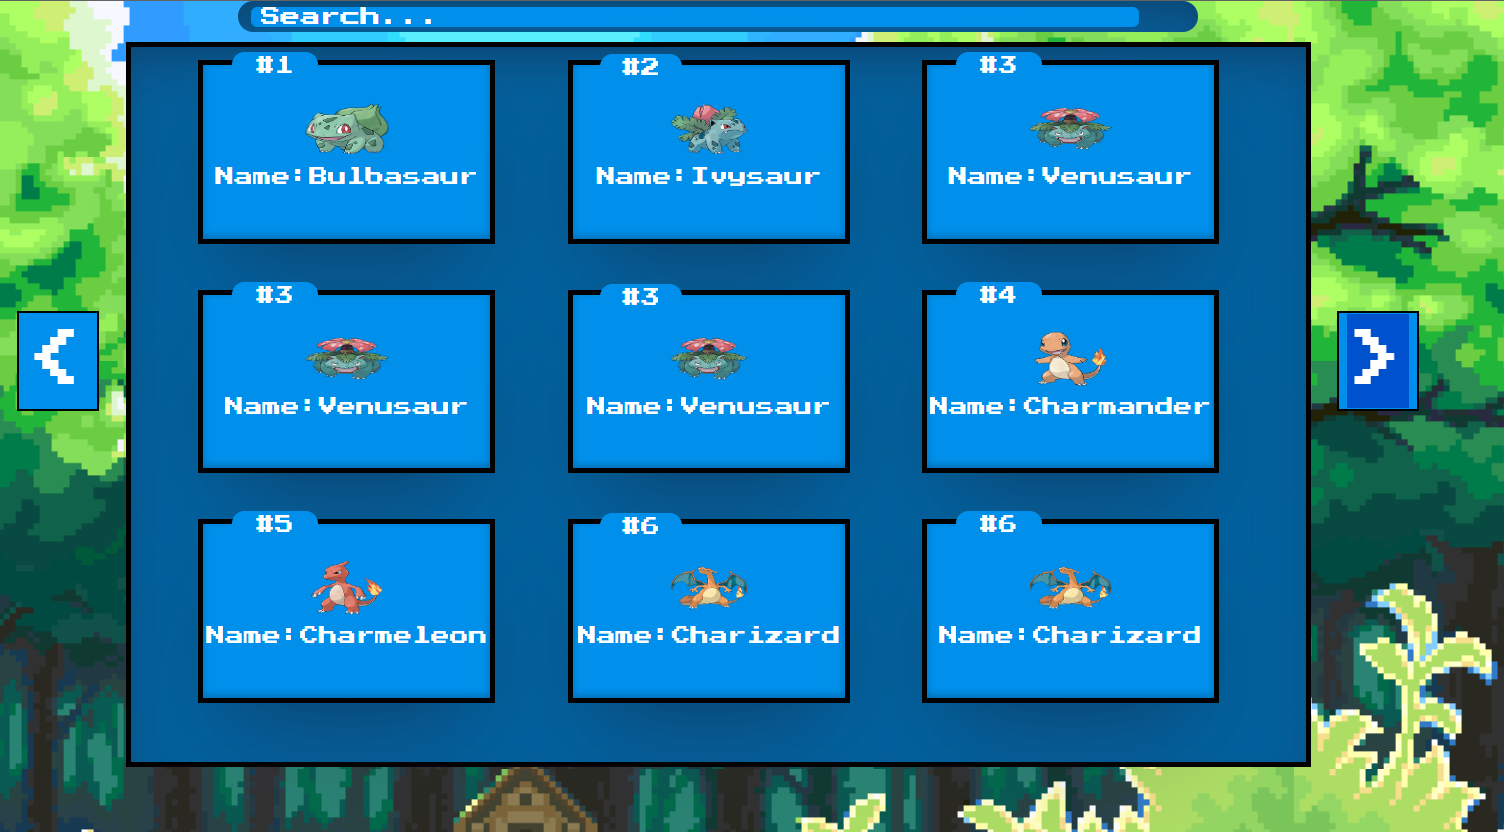 Search...
#1
Name:Bulbasaur
#2
Name:Ivysaur
#3
Name:Venusaur
#3
Name:Venusaur
#3
Name:Venusaur
#4
Name:Charmander
#5
Name:Charmeleon
#6
Name:Charizard
#6
Name:Charizard
<
>